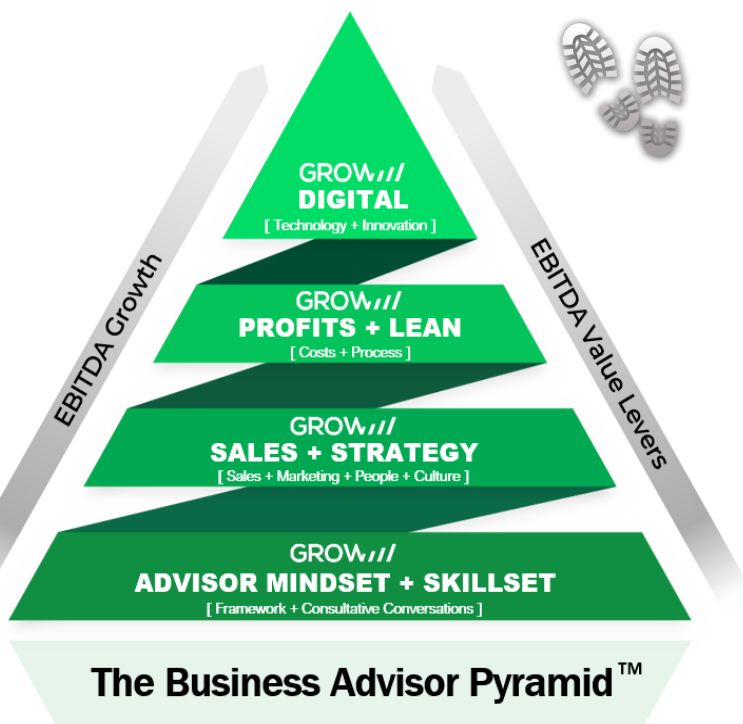 GROW
DIGITAL
[ Technology + Innovation ]
GROW
PROFITS + LEAN
[ Costs + Process ]
GROW
SALES + STRATEGY
[ Sales + Marketing + People + Culture ]
GROW
ADVISOR MINDSET + SKILLSET
[ Framework + Consultative Conversations ]
EBITDA Growth
EBITDA Value Levers
The Business Advisor Pyramid™